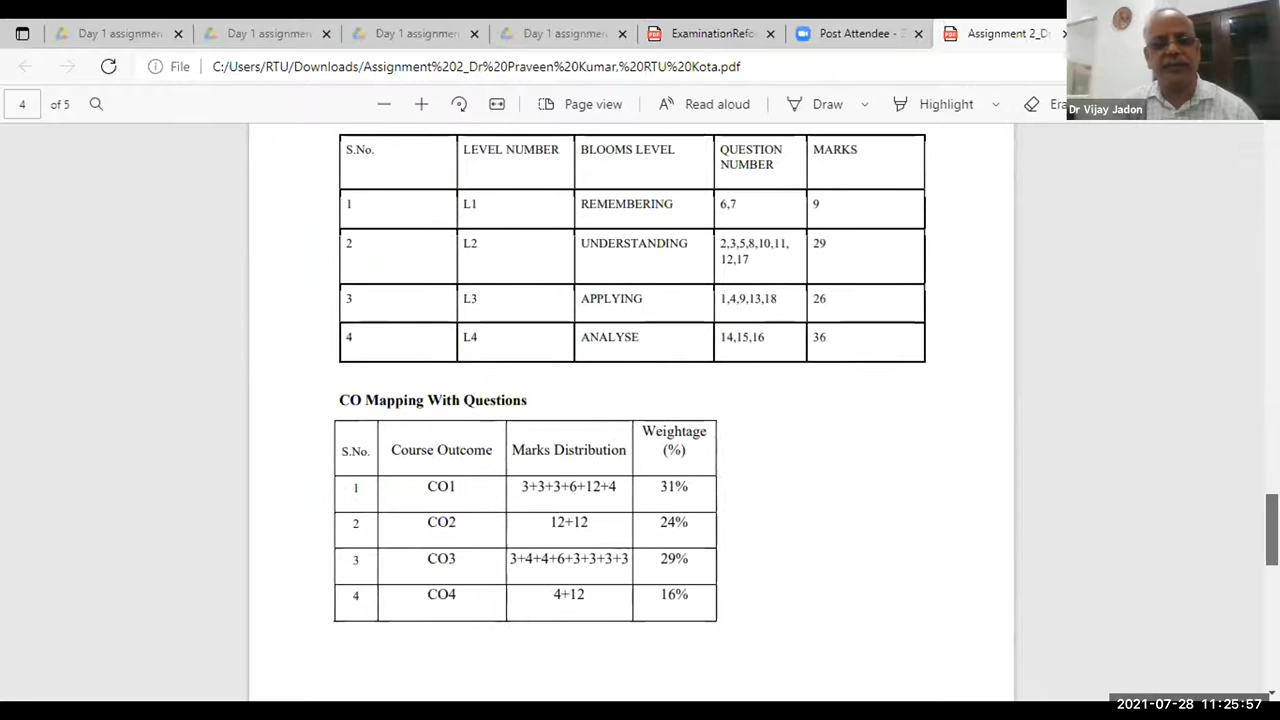 Day 1 assignmen
Day 1 assignme
Day 1 assignme
Day 1 assignme
ExaminationRefo
Post Attendee -
Assignment 2_D
File
C:/Users/RTU/Downloads/Assignment%202_Dr%20Praveen%20Kumar,%20RTU%20Kota.pdf
4 of 5
Page view
Read aloud
Draw
Highlight
Era
Dr Vijay Jadon
S.No. LEVEL NUMBER BLOOMS LEVEL QUESTION MARKS
NUMBER
1 L1 REMEMBERING 6,7 9
2 L2 UNDERSTANDING 2,3,5,8,10,11, 29
12,17
3 L3 APPLYING 1,4,9,13,18 26
4 L4 ANALYSE 14,15,16 36
CO Mapping With Questions
S.No. Course Outcome Marks Distribution Weightage
(%)
1 CO1 3+3+3+6+12+4 31%
2 CO2 12+12 24%
3 CO3 3+4+4+6+3+3+3+3 29%
4 CO4 4+12 16%
2021-07-28 11:25:57